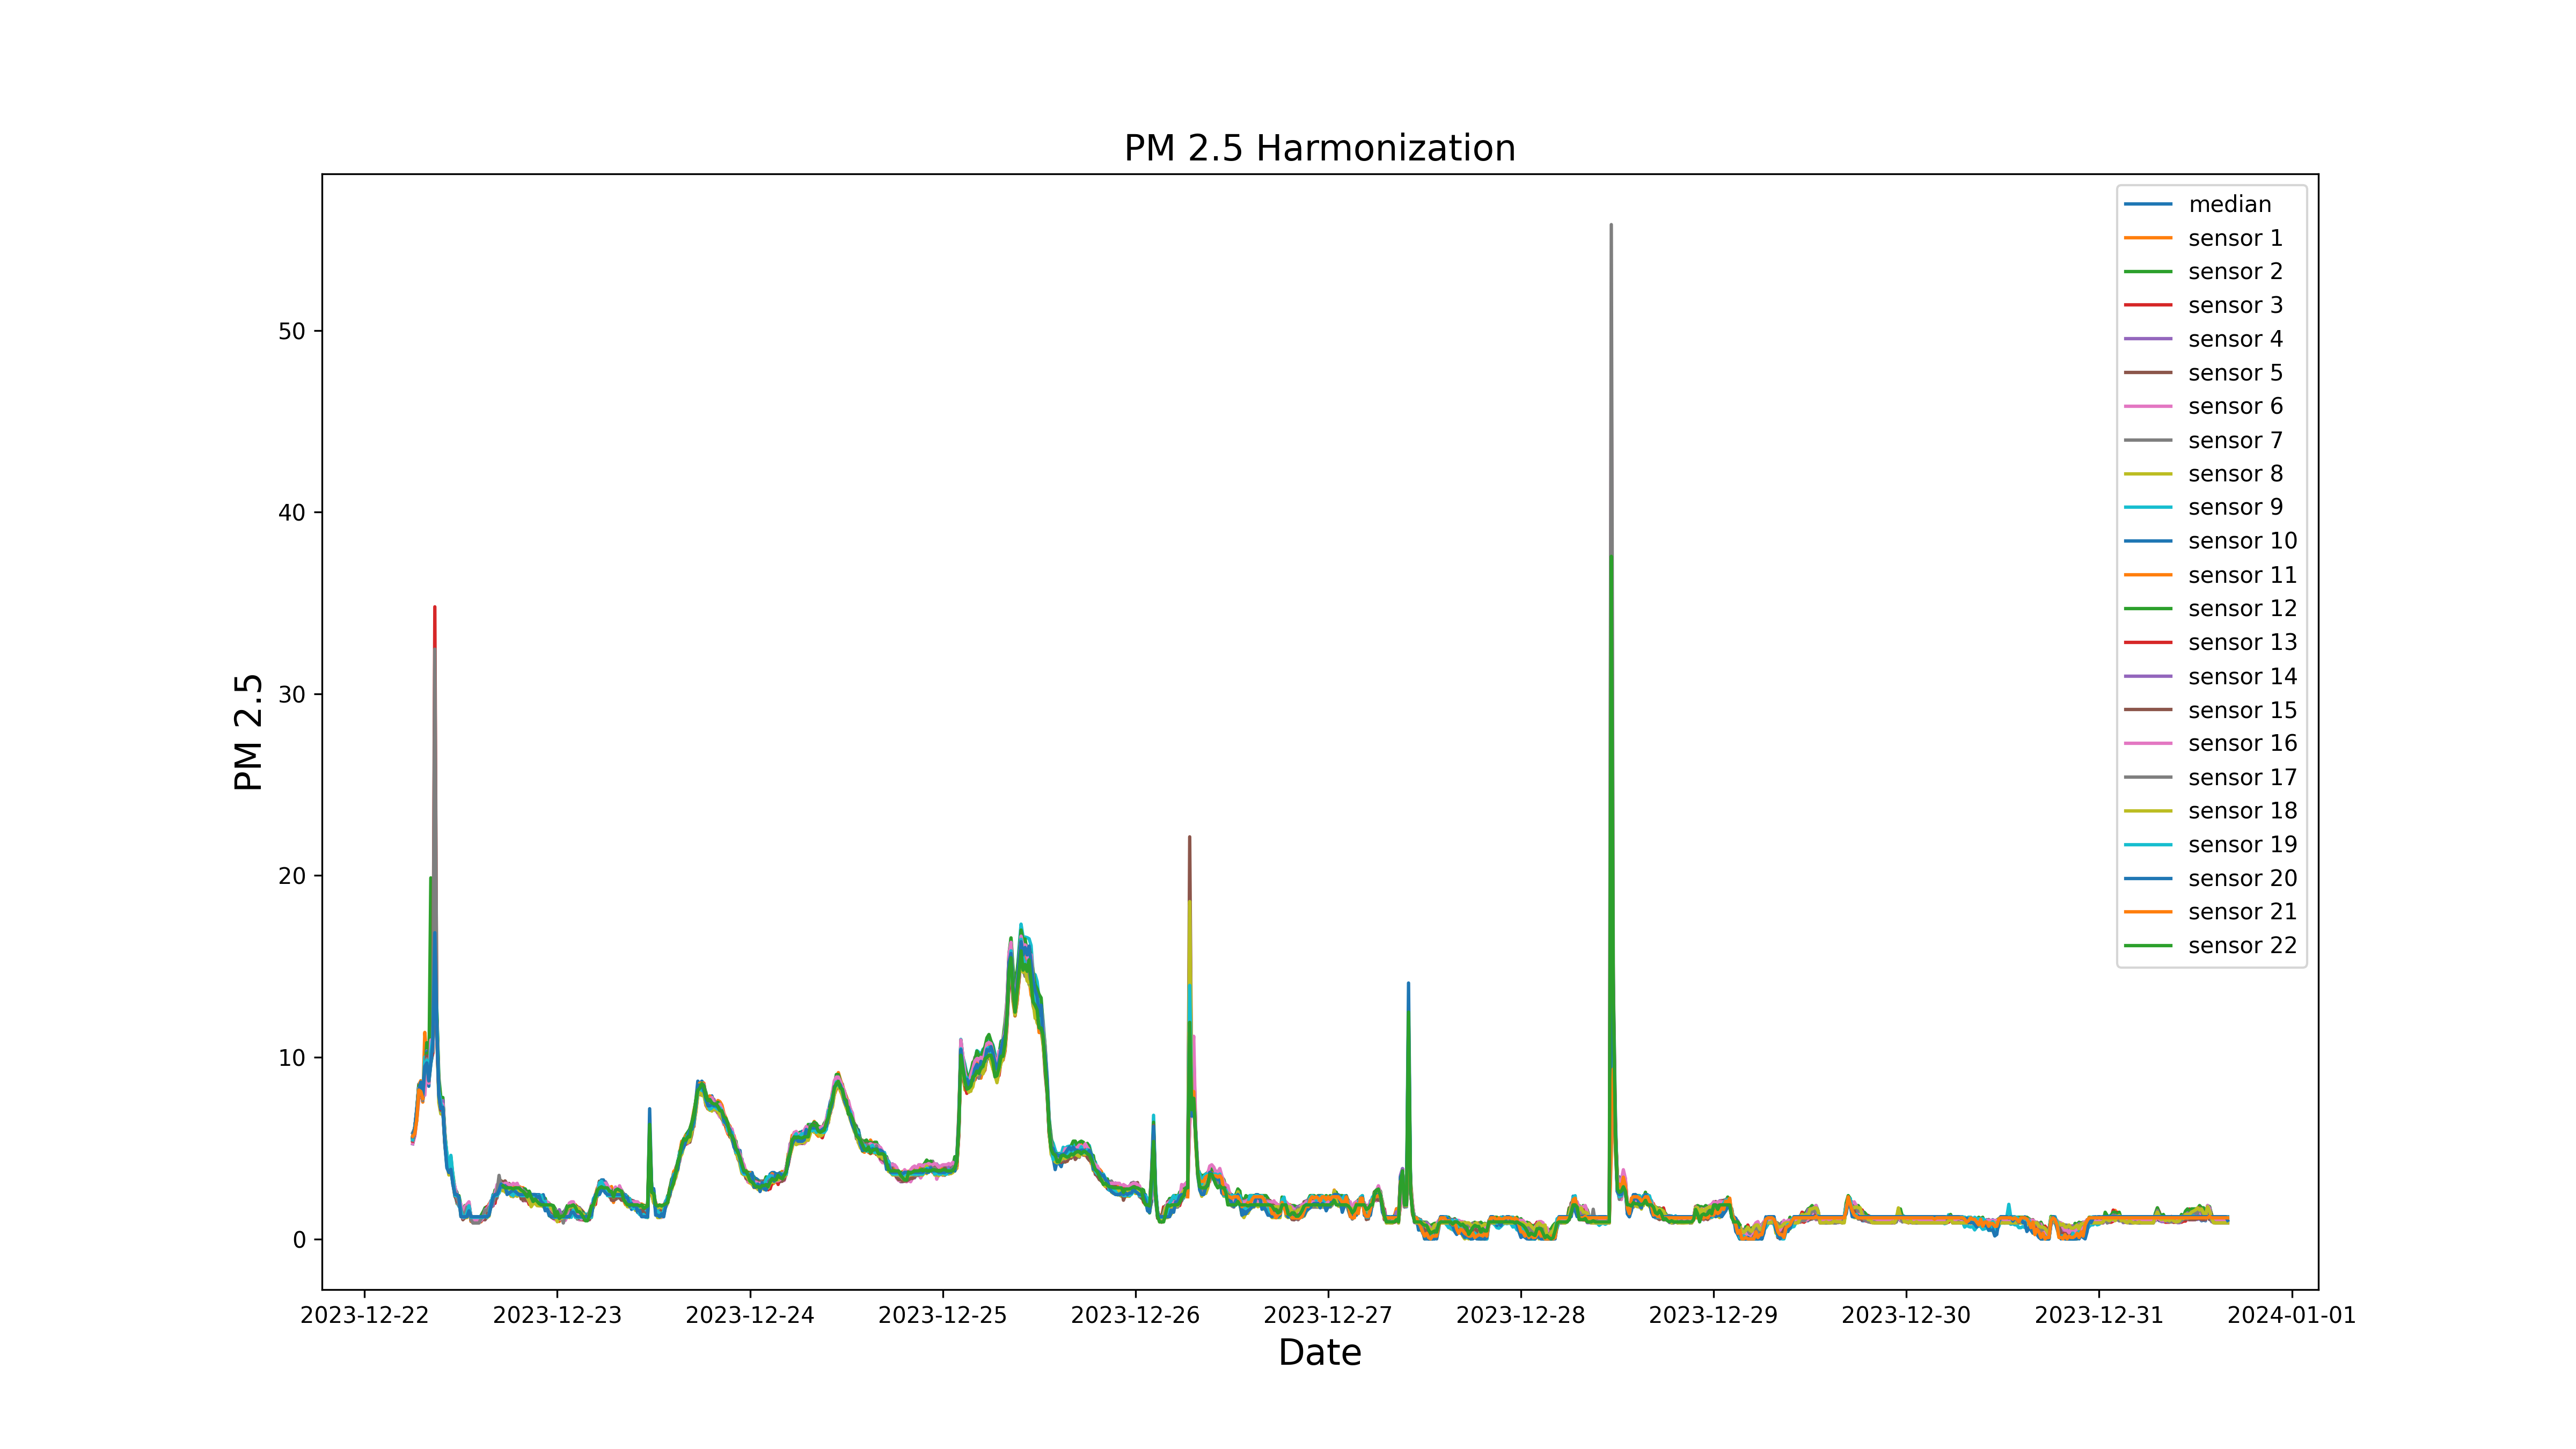 PM 2.5 Harmonization
PM 2.5
50
40
30
20
10
0
median
sensor 1
sensor 2
sensor 3
sensor 4
sensor 5
sensor 6
sensor 7
sensor 8
sensor 9
sensor 10
sensor 11
sensor 12
sensor 13
sensor 14
sensor 15
sensor 16
sensor 17
sensor 18
sensor 19
sensor 20
sensor 21
sensor 22
2023-12-22 2023-12-23 2023-12-24 2023-12-25 2023-12-26 2023-12-27 2023-12-28 2023-12-29 2023-12-30 2023-12-31 2024-01-01
Date